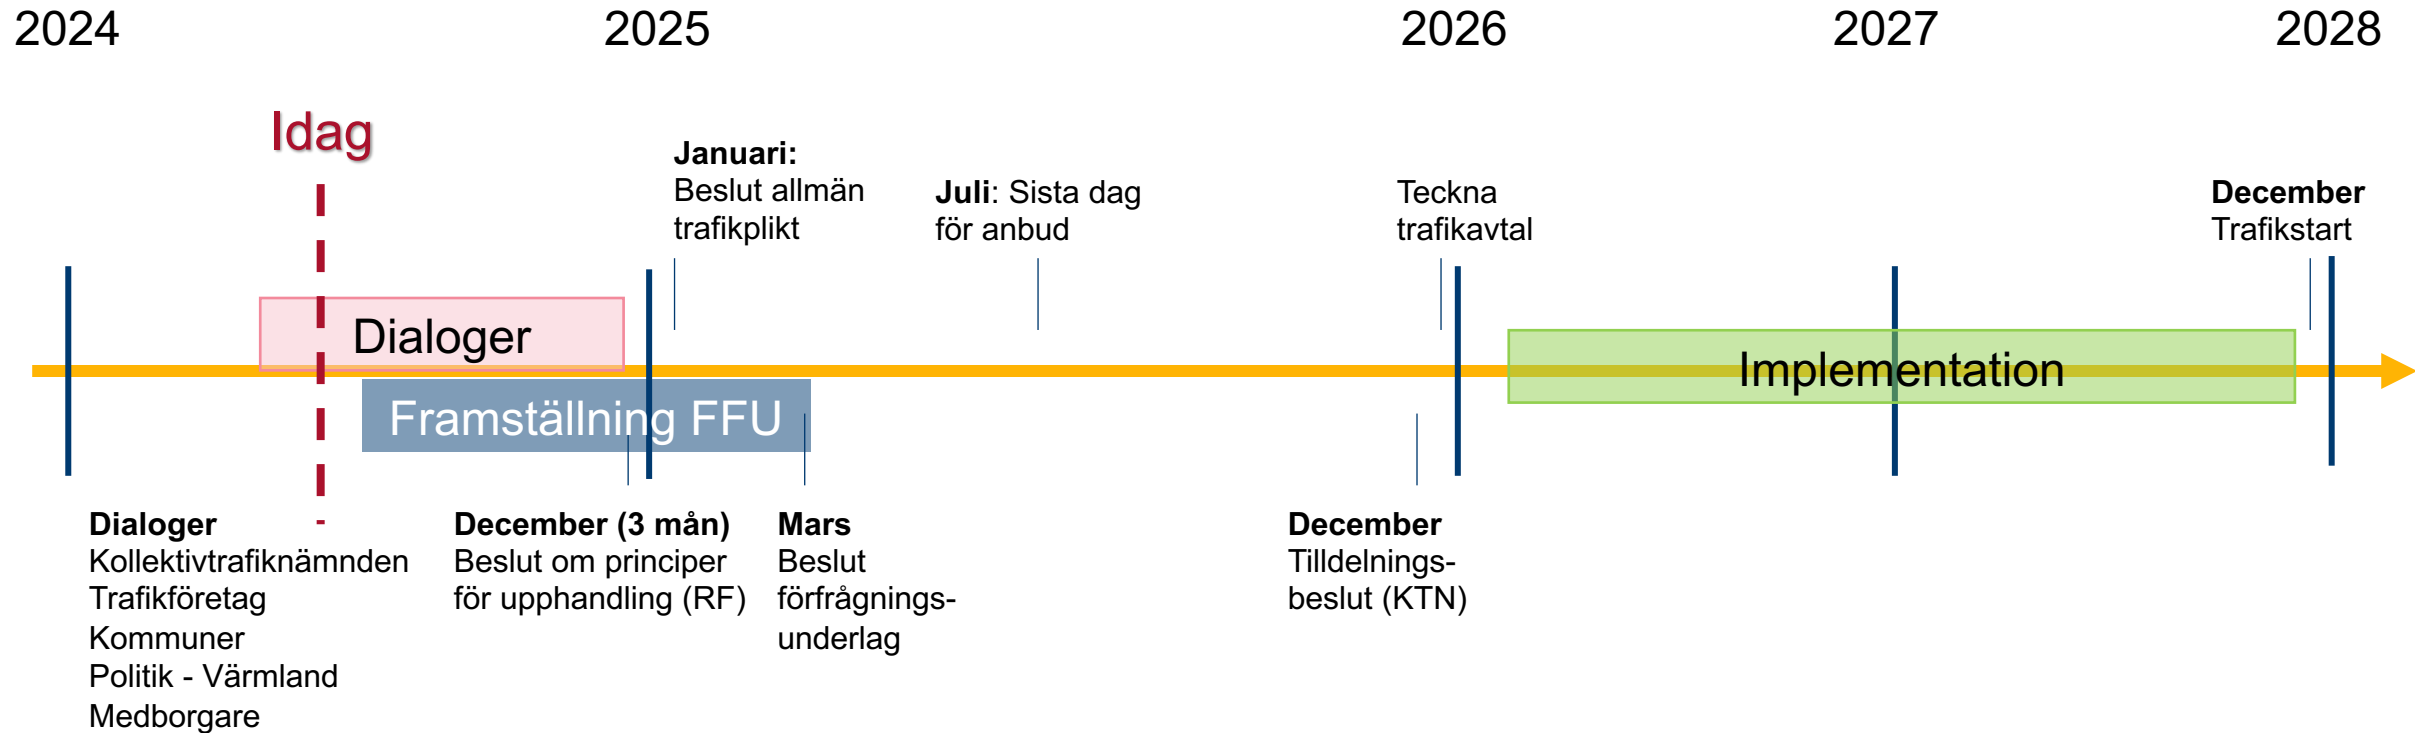 2024 2025 2026 2027 2028
Idag
Januari:
Beslut allmän
trafikplikt
Juli: Sista dag
för anbud
Teckna
trafikavtal
December
Trafikstart
Dialoger
Implementation
Framställning FFU
Dialoger
Kollektivtrafiknämnden
Trafikföretag
Kommuner
Politik - Värmland
Medborgare
December (3 mån)
Beslut om principer
för upphandling (RF)
Mars
Beslut
förfrågnings-
underlag
December
Tilldelnings-
beslut (KTN)